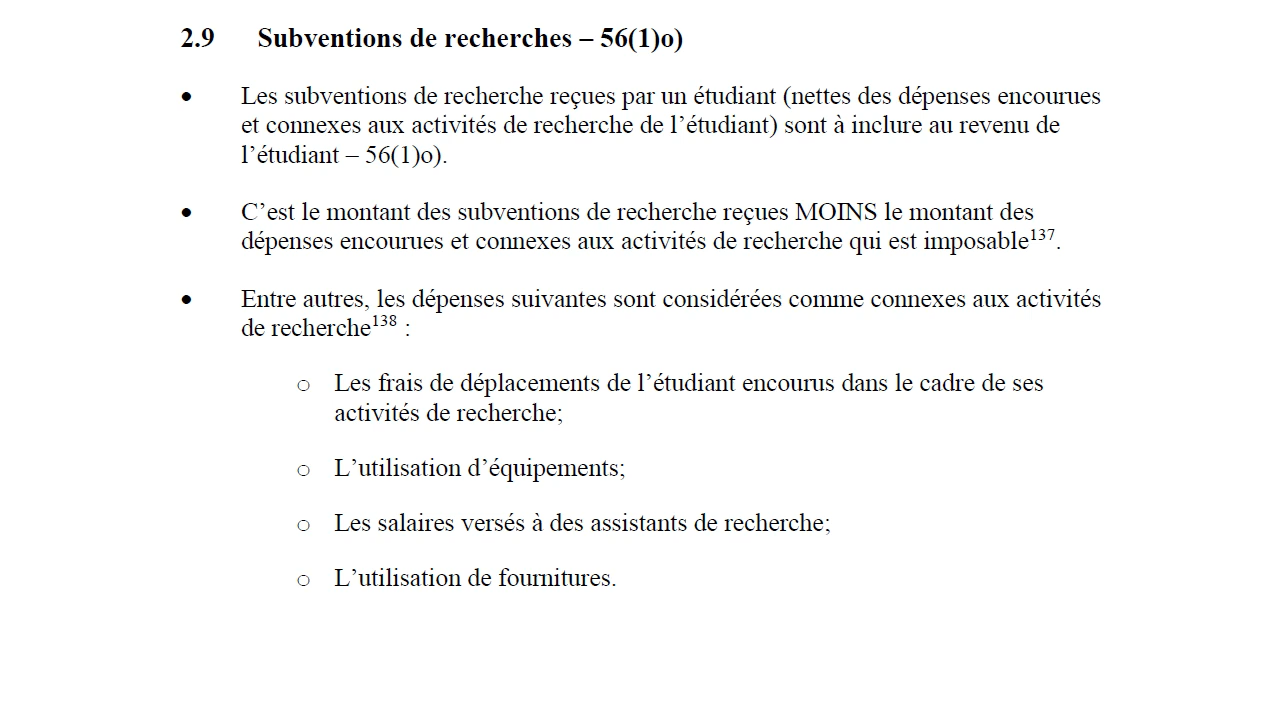 2.9 Subventions de recherches – 56(1)o)
• Les subventions de recherche reçues par un étudiant (nettes des dépenses encourues
et connexes aux activités de recherche de l’étudiant) sont à inclure au revenu de
l’étudiant – 56(1)o).
• C’est le montant des subventions de recherche reçues MOINS le montant des
dépenses encourues et connexes aux activités de recherche qui est imposable137.
• Entre autres, les dépenses suivantes sont considérées comme connexes aux activités
de recherche138 :
○ Les frais de déplacements de l’étudiant encourus dans le cadre de ses
activités de recherche;
○ L’utilisation d’équipements;
○ Les salaires versés à des assistants de recherche;
○ L’utilisation de fournitures.